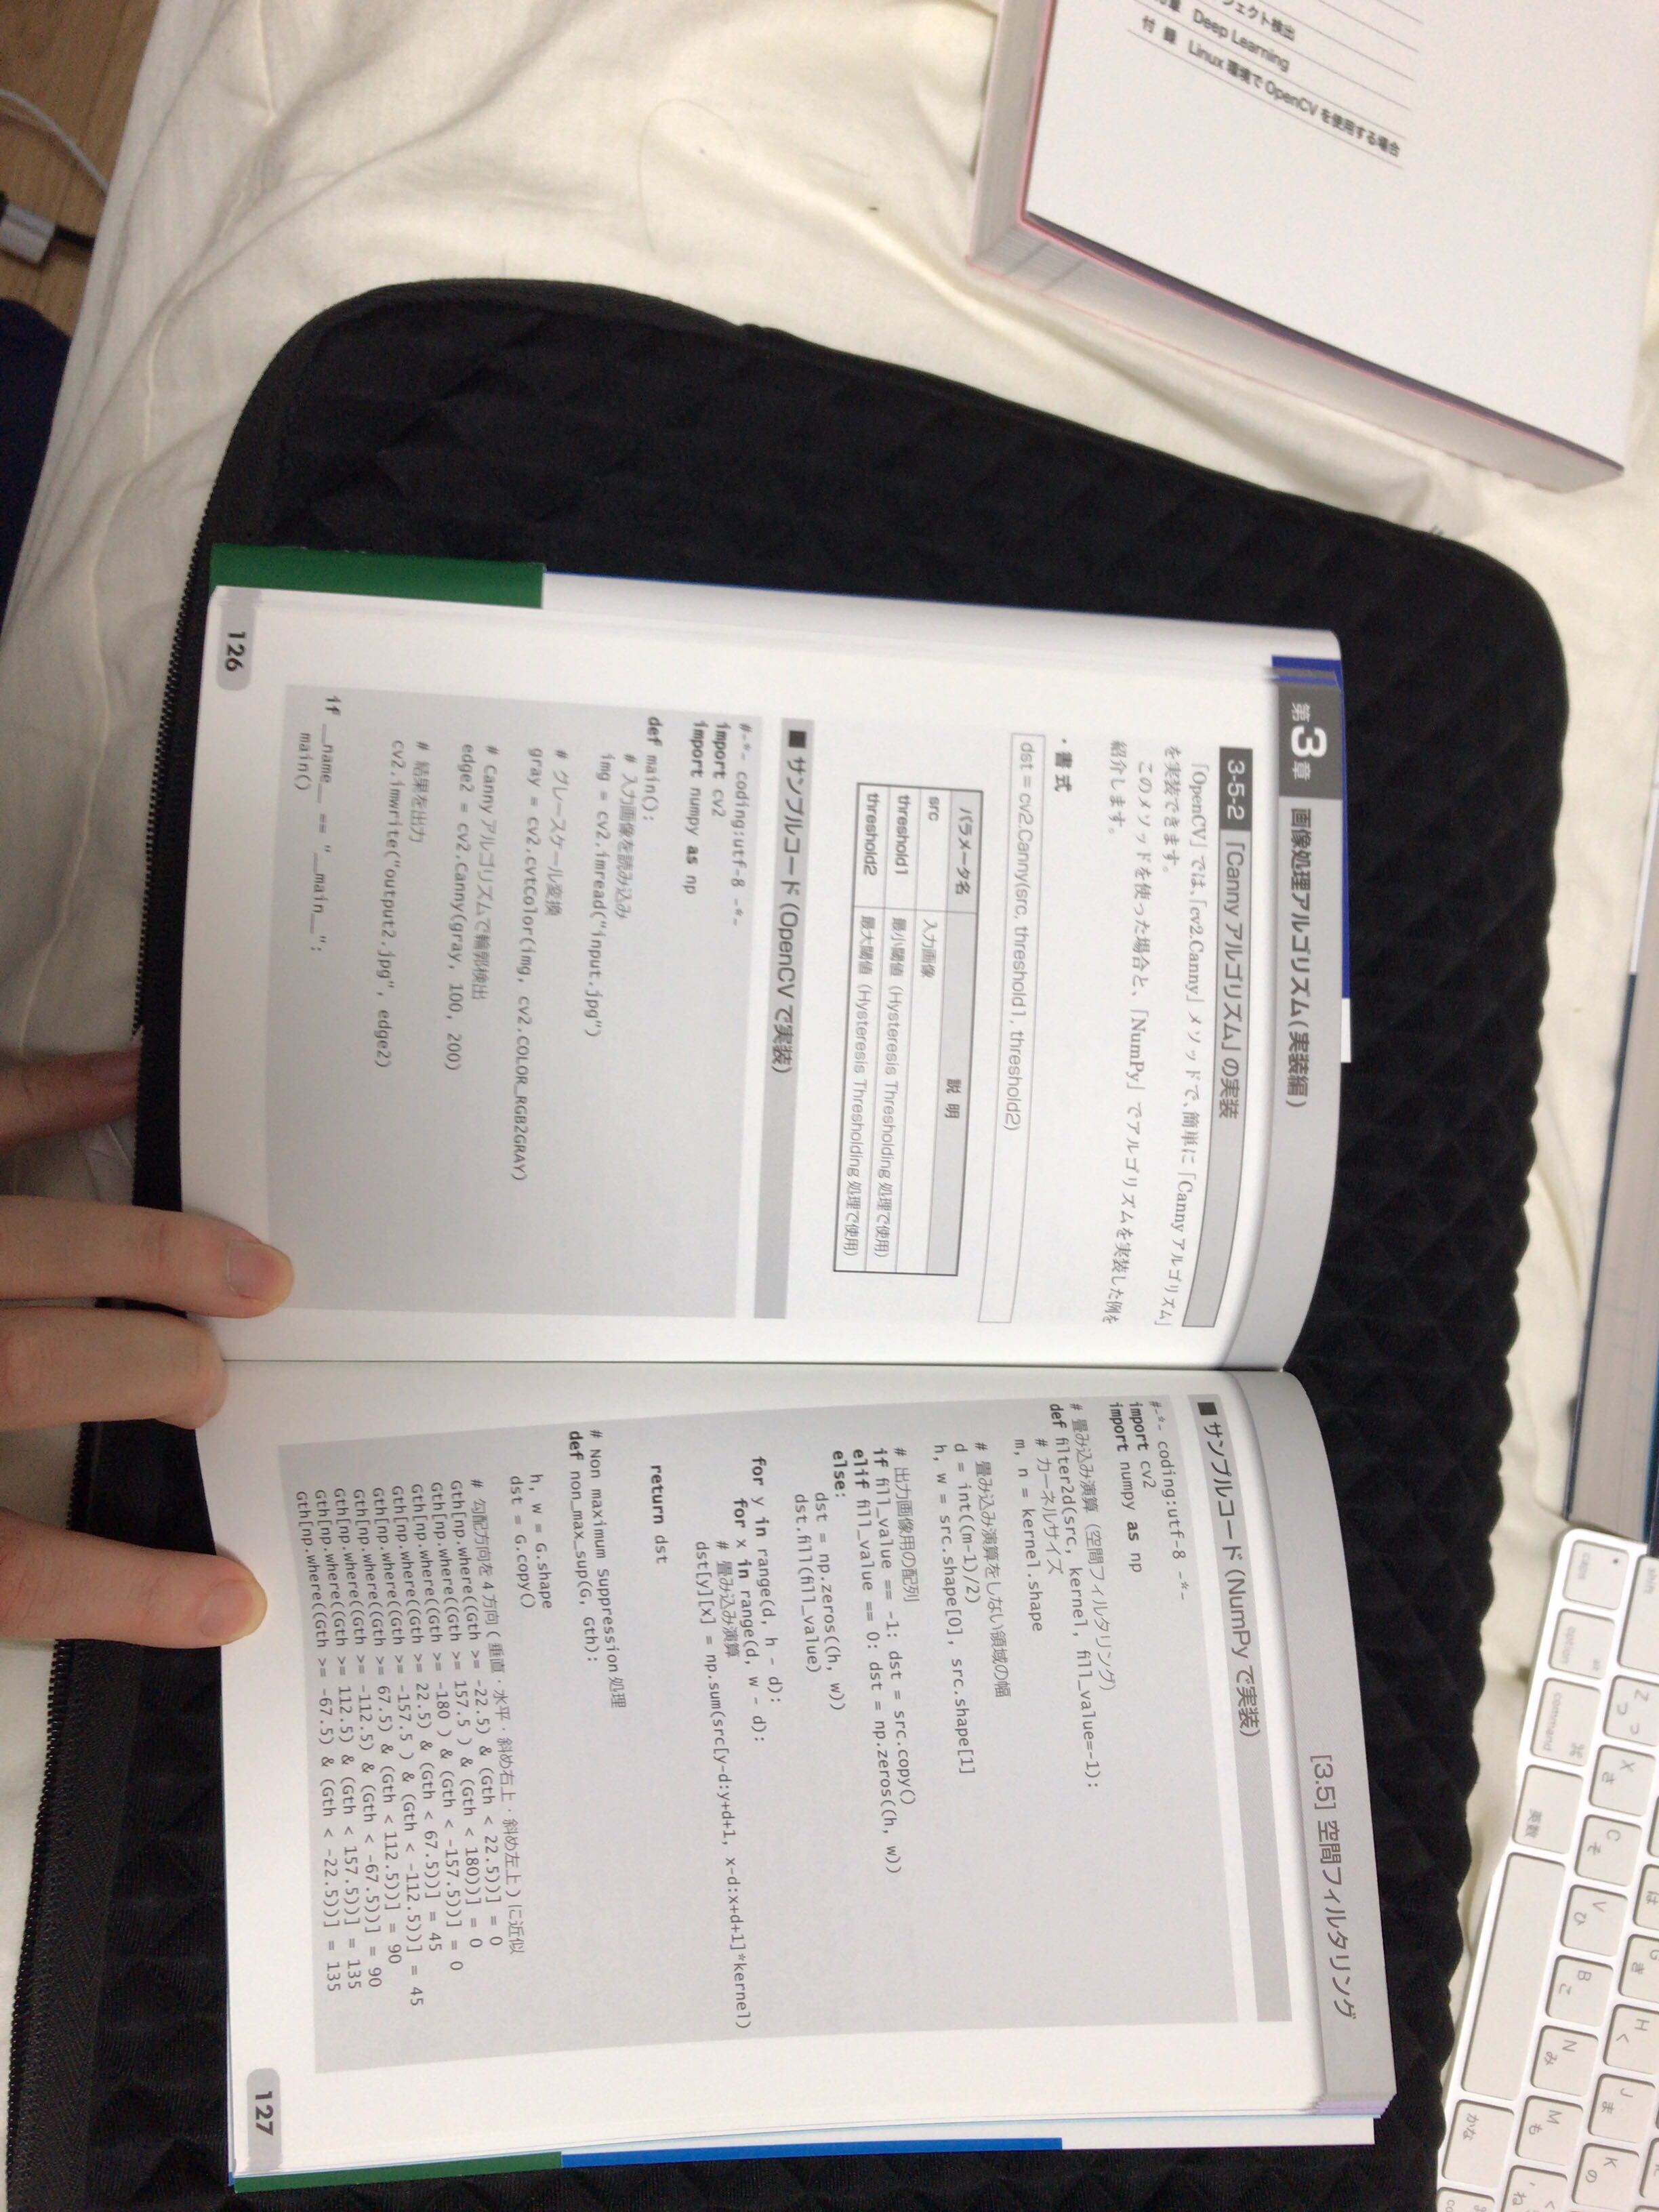 ジェクト検出
Deep Learning
付 録 Linux 環境で OpenCV を使用する場合
第3章 画像処理アルゴリズム(実装編)
3-5-2 「Canny アルゴリズム」の実装
「OpenCV」では、「cv2.Canny」メソッドで、簡単に「Canny アルゴリズム」
を実装できます。
このメソッドを使った場合と、「NumPy」でアルゴリズムを実装した例を
紹介します。
・書式
dst = cv2.Canny(src, threshold1, threshold2)
パラメータ名 説 明
src 入力画像
threshold1 最小閾値（Hysteresis Thresholding 処理で使用）
threshold2 最大閾値（Hysteresis Thresholding 処理で使用）
■ サンプルコード（OpenCV で実装）
#-*- coding:utf-8 -*-
import cv2
import numpy as np
def main():
# 入力画像を読み込み
img = cv2.imread("input.jpg")
# グレースケール変換
gray = cv2.cvtColor(img, cv2.COLOR_RGB2GRAY)
# Canny アルゴリズムで輪郭検出
edge2 = cv2.Canny(gray, 100, 200)
# 結果を出力
cv2.imwrite("output2.jpg", edge2)
if __name__ == "__main__":
main()
126
[3.5] 空間フィルタリング
■ サンプルコード（NumPy で実装）
#-*- coding:utf-8 -*-
import cv2
import numpy as np
# 畳み込み演算（空間フィルタリング）
def filter2d(src, kernel, fill_value=-1):
# カーネルサイズ
m, n = kernel.shape
# 畳み込み演算をしない領域の幅
d = int((m-1)/2)
h, w = src.shape[0], src.shape[1]
# 出力画像用の配列
if fill_value == -1: dst = src.copy()
elif fill_value == 0: dst = np.zeros((h, w))
else:
dst = np.zeros((h, w))
dst.fill(fill_value)
for y in range(d, h - d):
for x in range(d, w - d):
# 畳み込み演算
dst[y][x] = np.sum(src[y-d:y+d+1, x-d:x+d+1]*kernel)
return dst
# Non maximum Suppression 処理
def non_max_sup(G, Gth):
h, w = G.shape
dst = G.copy()
# 勾配方向を 4 方向（ 垂直・水平・斜め右上・斜め左上 ）に近似
Gth[np.where((Gth >= -22.5) & (Gth < 22.5))] = 0
Gth[np.where((Gth >= 157.5 ) & (Gth < 180))] = 0
Gth[np.where((Gth >= -180 ) & (Gth < -157.5))] = 0
Gth[np.where((Gth >= 22.5) & (Gth < 67.5))] = 45
Gth[np.where((Gth >= -157.5 ) & (Gth < -112.5))] = 45
Gth[np.where((Gth >= 67.5) & (Gth < 112.5))] = 90
Gth[np.where((Gth >= -112.5) & (Gth < -67.5))] = 90
Gth[np.where((Gth >= 112.5) & (Gth < 157.5))] = 135
Gth[np.where((Gth >= -67.5) & (Gth < -22.5))] = 135
127
caps
option
command
英数
かな
Z つ っ
X さ
C そ
V ひ
B こ
N み
M も
G き
H く
J ま
K の